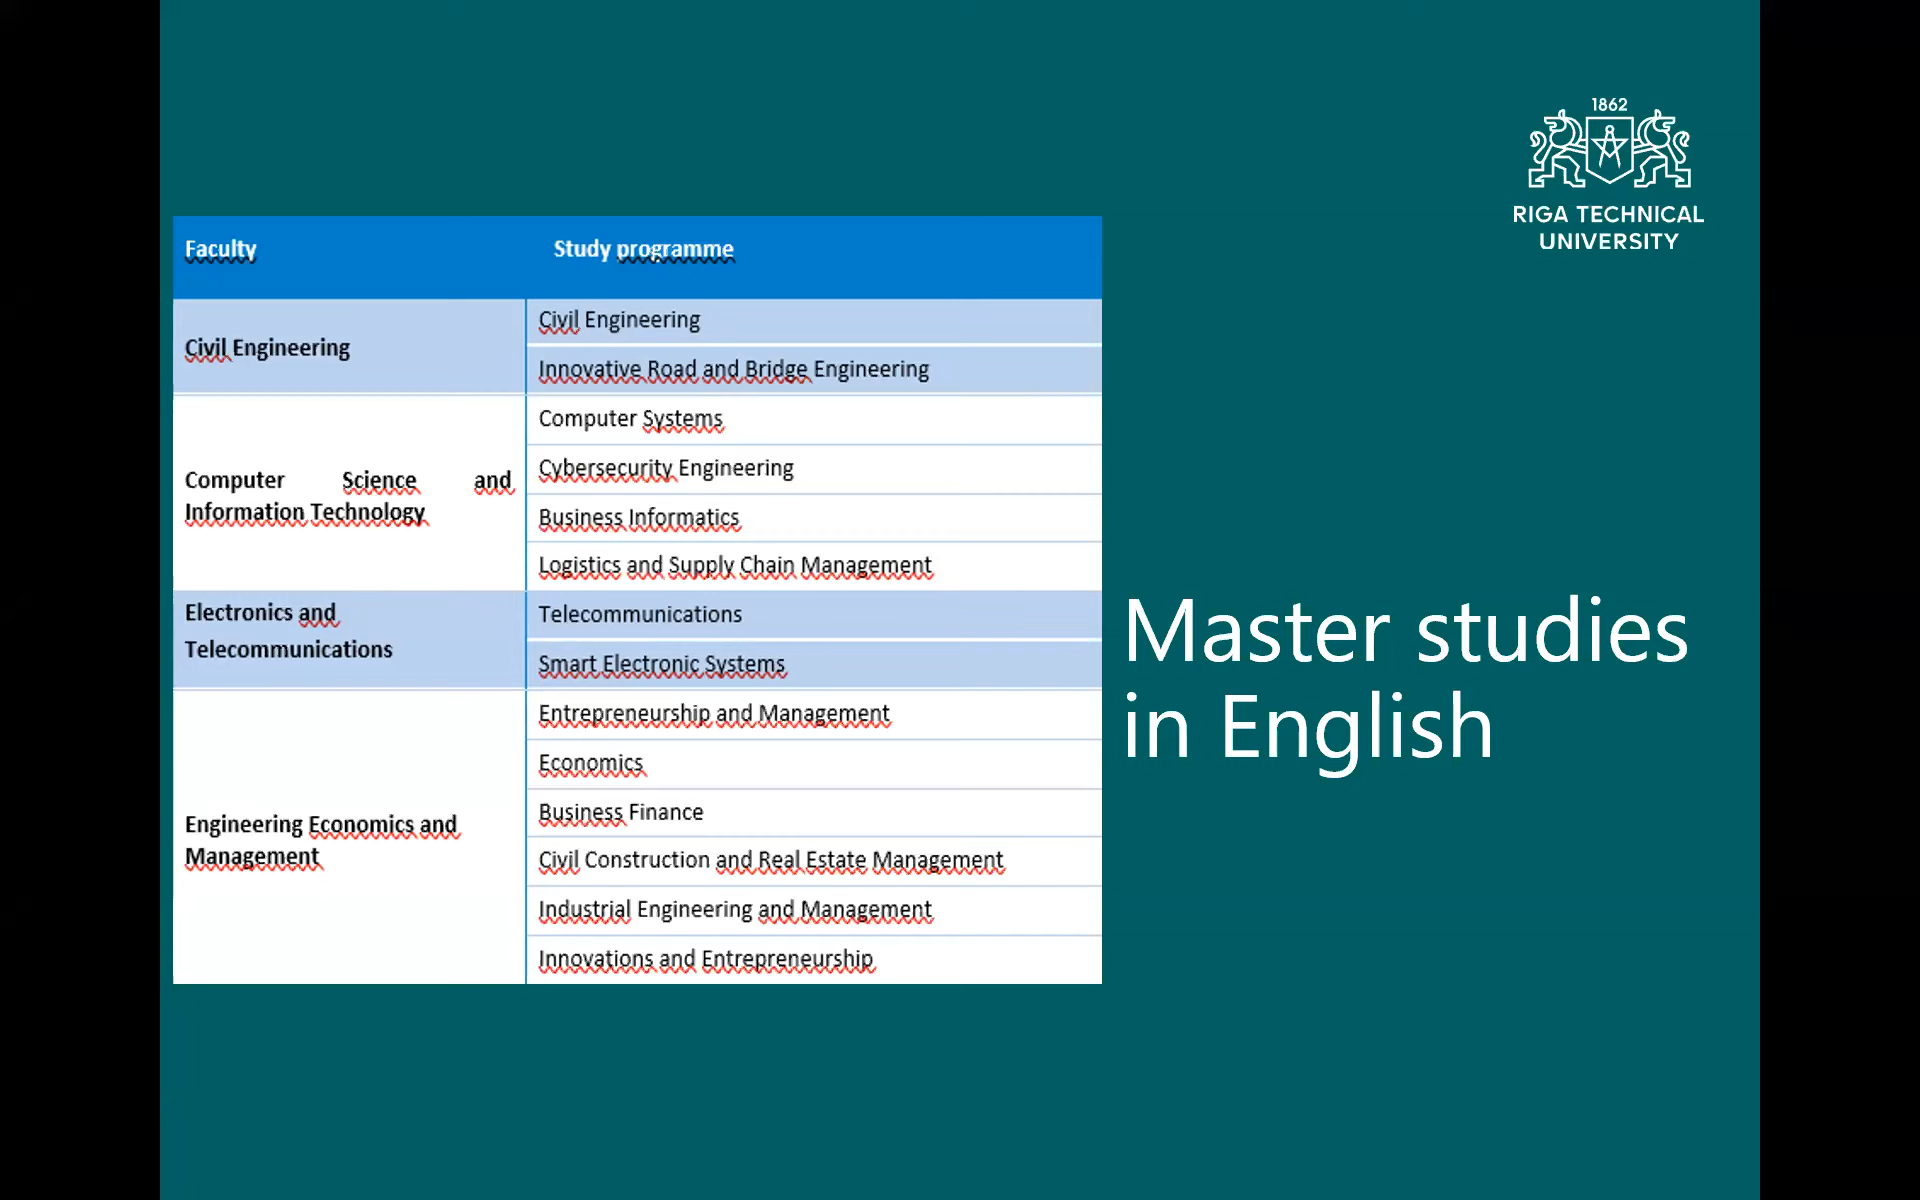 1862
RIGA TECHNICAL
UNIVERSITY
Faculty Study programme
Civil Engineering
Civil Engineering
Innovative Road and Bridge Engineering
Computer Science and
Information Technology
Computer Systems
Cybersecurity Engineering
Business Informatics
Logistics and Supply Chain Management
Electronics and
Telecommunications
Telecommunications
Smart Electronic Systems
Engineering Economics and
Management
Entrepreneurship and Management
Economics
Business Finance
Civil Construction and Real Estate Management
Industrial Engineering and Management
Innovations and Entrepreneurship
Master studies
in English